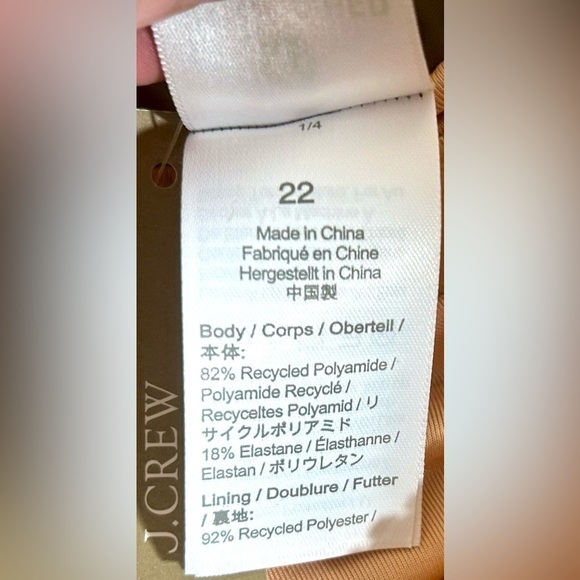 1/4
22
Made in China
Fabriqué en Chine
Hergestellt in China
中国製
Body / Corps / Oberteil /
本体:
82% Recycled Polyamide /
Polyamide Recyclé /
Recyceltes Polyamid / リ
サイクルポリアミド
18% Elastane / Élasthanne /
Elastan / ポリウレタン
Lining / Doublure / Futter
/ 裏地:
92% Recycled Polyester /
J.CREW